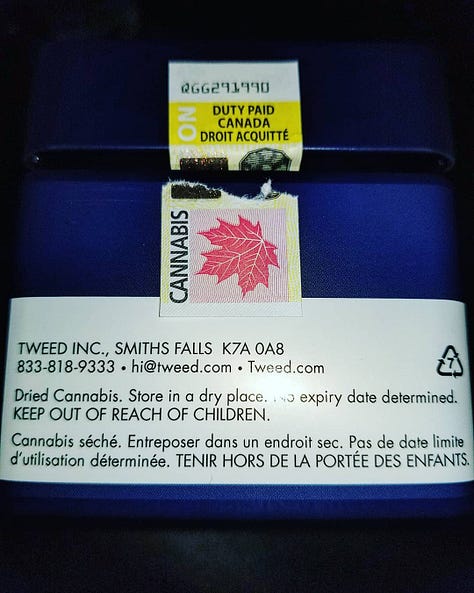 QGG291990
ON
DUTY PAID
CANADA
DROIT ACQUITTÉ
CANNABIS
TWEED INC., SMITHS FALLS K7A 0A8
833-818-9333 • hi@tweed.com • Tweed.com
7
Dried Cannabis. Store in a dry place. No expiry date determined.
KEEP OUT OF REACH OF CHILDREN.
Cannabis séché. Entreposer dans un endroit sec. Pas de date limite
d'utilisation déterminée. TENIR HORS DE LA PORTÉE DES ENFANTS.